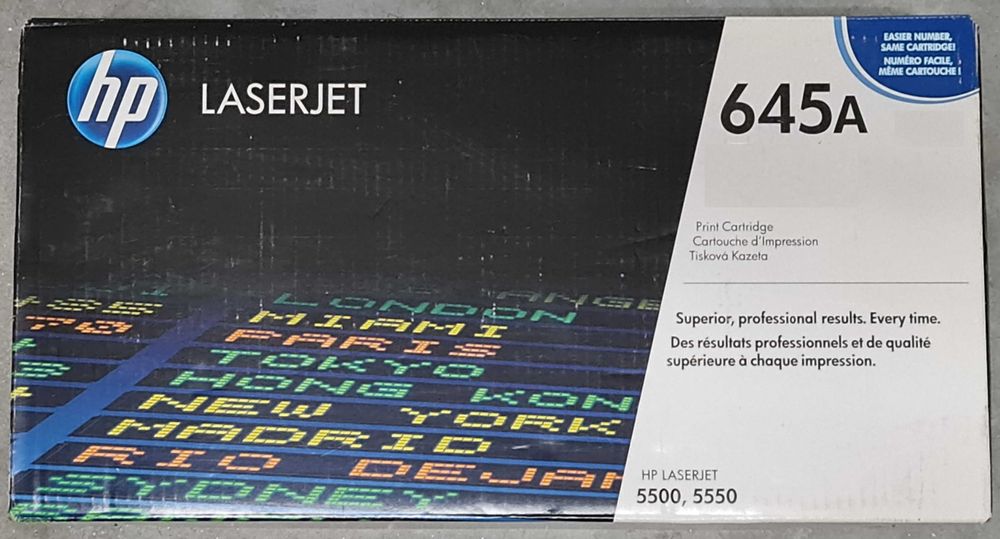 hp LASERJET
EASIER NUMBER,
SAME CARTRIDGE!
NUMÉRO FACILE,
MÊME CARTOUCHE !
645A
Print Cartridge
Cartouche d'Impression
Tisková Kazeta
Superior, professional results. Every time.
Des résultats professionnels et de qualité
supérieure à chaque impression.
HP LASERJET
5500, 5550
LONDON
MIAMI
PARIS
TOKYO
HONG KON
NEW YORK
MADRID
RIO DEJAN
SYDNEY